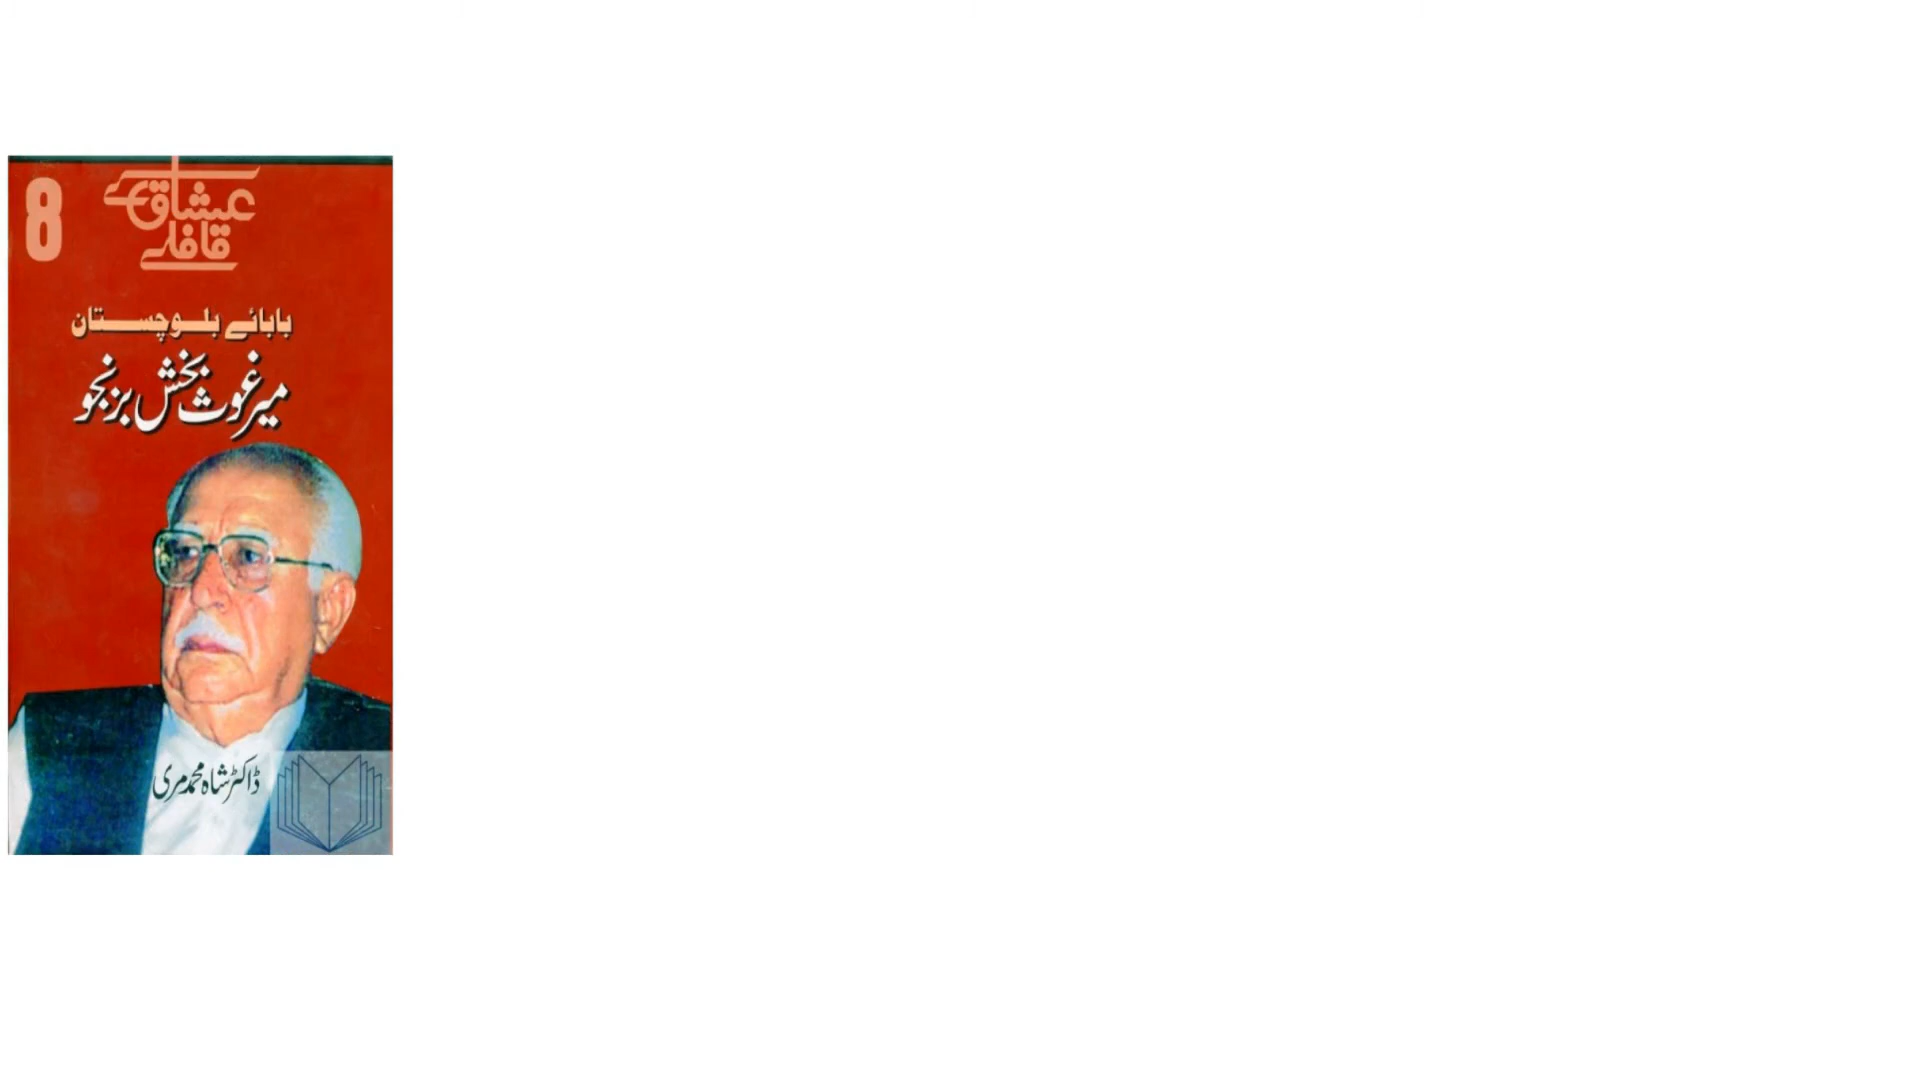 8
عشاق کے
قافلے
بابائے بلوچستان
میر غوث بخش بزنجو
ڈاکٹر شاہ محمد مری